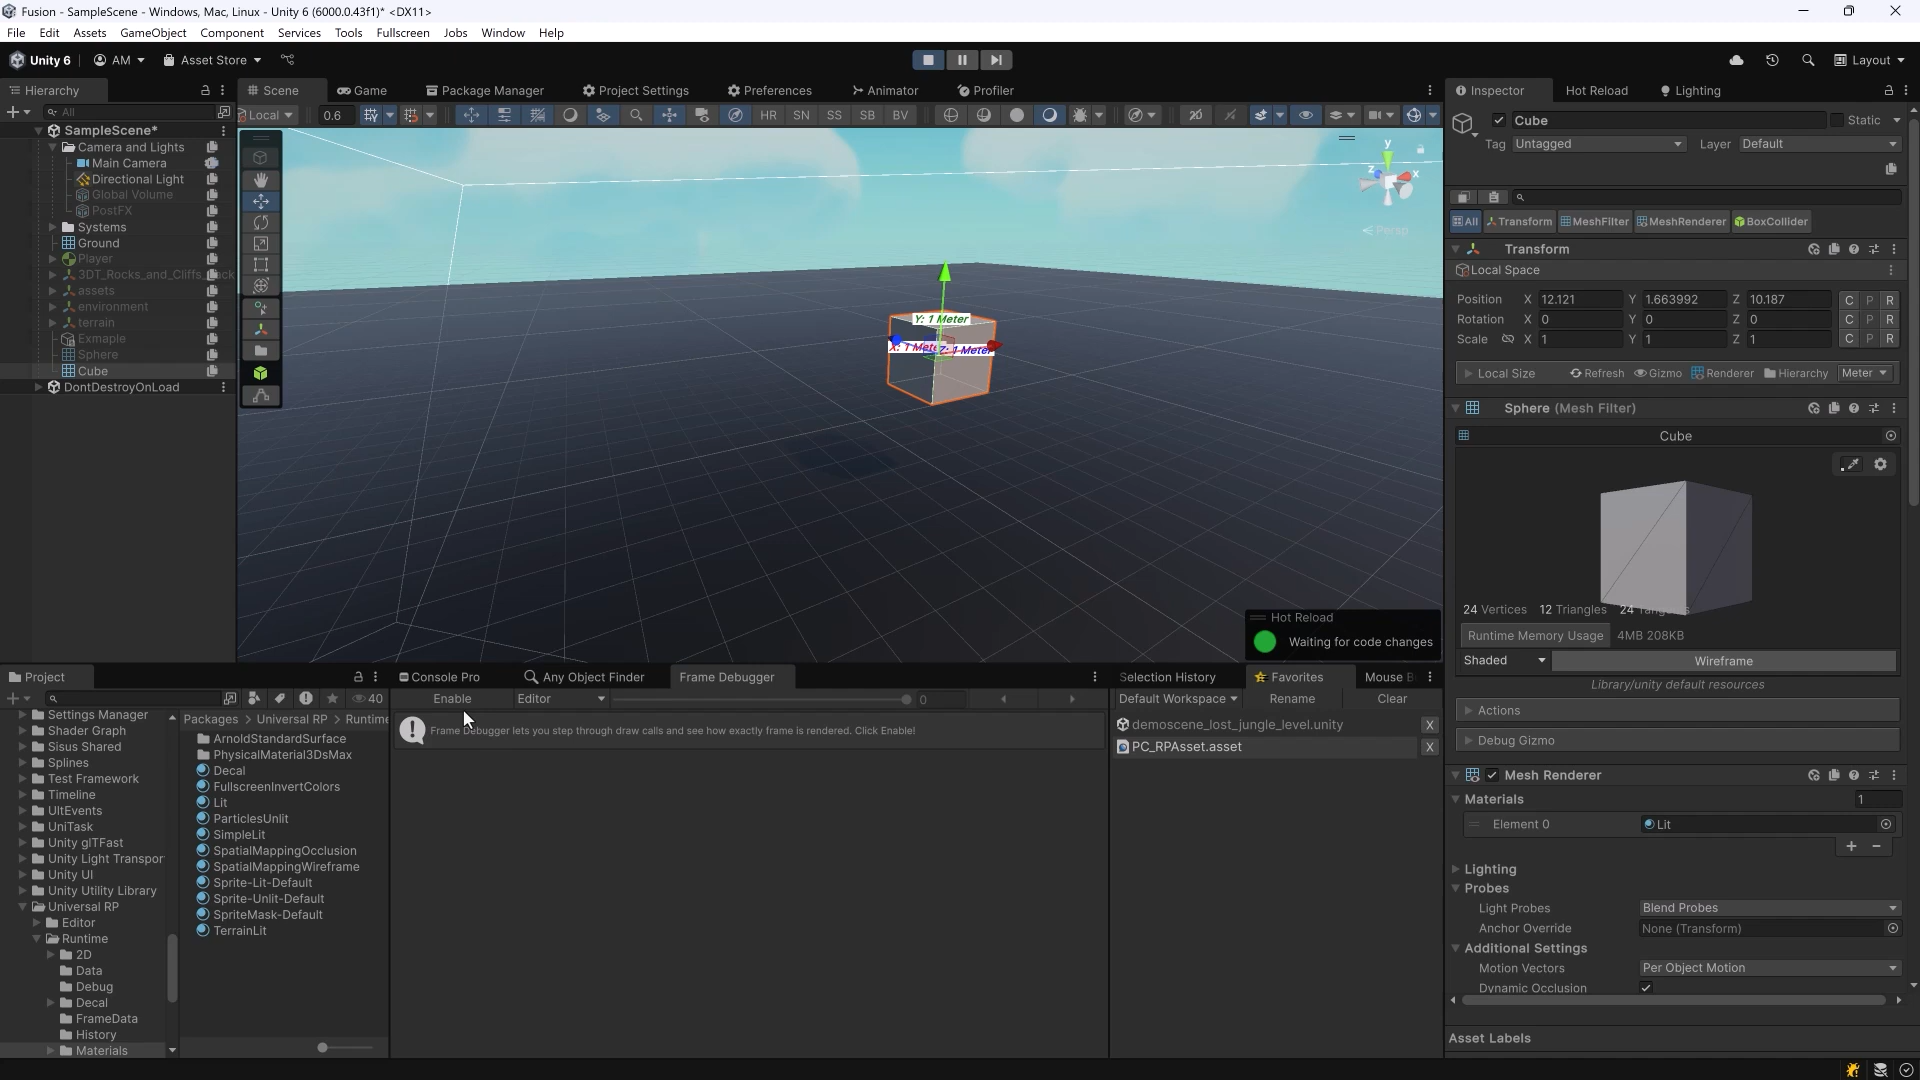 Fusion - SampleScene - Windows, Mac, Linux - Unity 6 (6000.0.43f1)* <DX11>
File Edit Assets GameObject Component Services Tools Fullscreen Jobs Window Help
Unity 6 AM Asset Store Layout
Hierarchy
All
SampleScene*
Camera and Lights
Main Camera
Directional Light
Global Volume
PostFX
Systems
Ground
Player
3DT_Rocks_and_Cliffs
assets
environment
terrain
Exmaple
Sphere
Cube
DontDestroyOnLoad
Scene Game Package Manager Project Settings Preferences Animator Profiler
Local 0.6 HR SN SS SB BV 2D
y
z x
Persp
Y: 1 Meter
X: 1 Mete Z: 1 Meter
Hot Reload
Waiting for code changes
Inspector Hot Reload Lighting
Cube Static
Tag Untagged Layer Default
All Transform MeshFilter MeshRenderer BoxCollider
Transform
Local Space
Position X 12.121 Y 1.663992 Z 10.187 C P R
Rotation X 0 Y 0 Z 0 C P R
Scale X 1 Y 1 Z 1 C P R
Local Size Refresh Gizmo Renderer Hierarchy Meter
Sphere (Mesh Filter)
Cube
24 Vertices 12 Triangles 24
Runtime Memory Usage 4MB 208KB
Shaded Wireframe
Library/unity default resources
Actions
Debug Gizmo
Mesh Renderer
Materials 1
Element 0 Lit
Lighting
Probes
Light Probes Blend Probes
Anchor Override None (Transform)
Additional Settings
Motion Vectors Per Object Motion
Dynamic Occlusion
Asset Labels
Project
40
Settings Manager
Shader Graph
Sisus Shared
Splines
Test Framework
Timeline
UltEvents
UniTask
Unity glTFast
Unity Light Transpor
Unity UI
Unity Utility Library
Universal RP
Editor
Runtime
2D
Data
Debug
Decal
FrameData
History
Materials
Packages > Universal RP > Runtime
ArnoldStandardSurface
PhysicalMaterial3DsMax
Decal
FullscreenInvertColors
Lit
ParticlesUnlit
SimpleLit
SpatialMappingOcclusion
SpatialMappingWireframe
Sprite-Lit-Default
Sprite-Unlit-Default
SpriteMask-Default
TerrainLit
Console Pro Any Object Finder Frame Debugger
Enable Editor 0
Frame Debugger lets you step through draw calls and see how exactly frame is rendered. Click Enable!
Selection History Favorites Mouse B
Default Workspace Rename Clear
demoscene_lost_jungle_level.unity X
PC_RPAsset.asset X